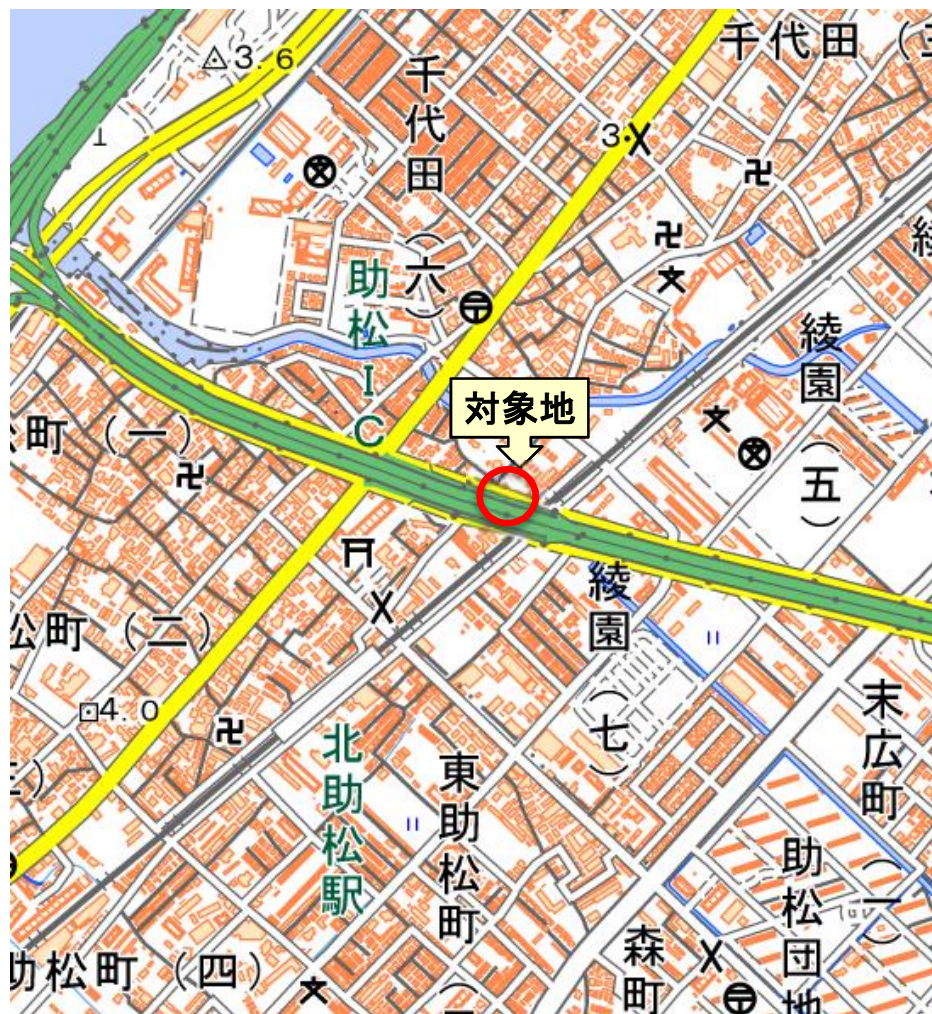 3.6
千代田（六）
千代田（三
3
助松IC
綾園（五）
対象地
町（一）
綾園（七）
松町（二）
4.0
末広町（一）
北助松駅
東助松町（
助松団地
助松町（四）
森町